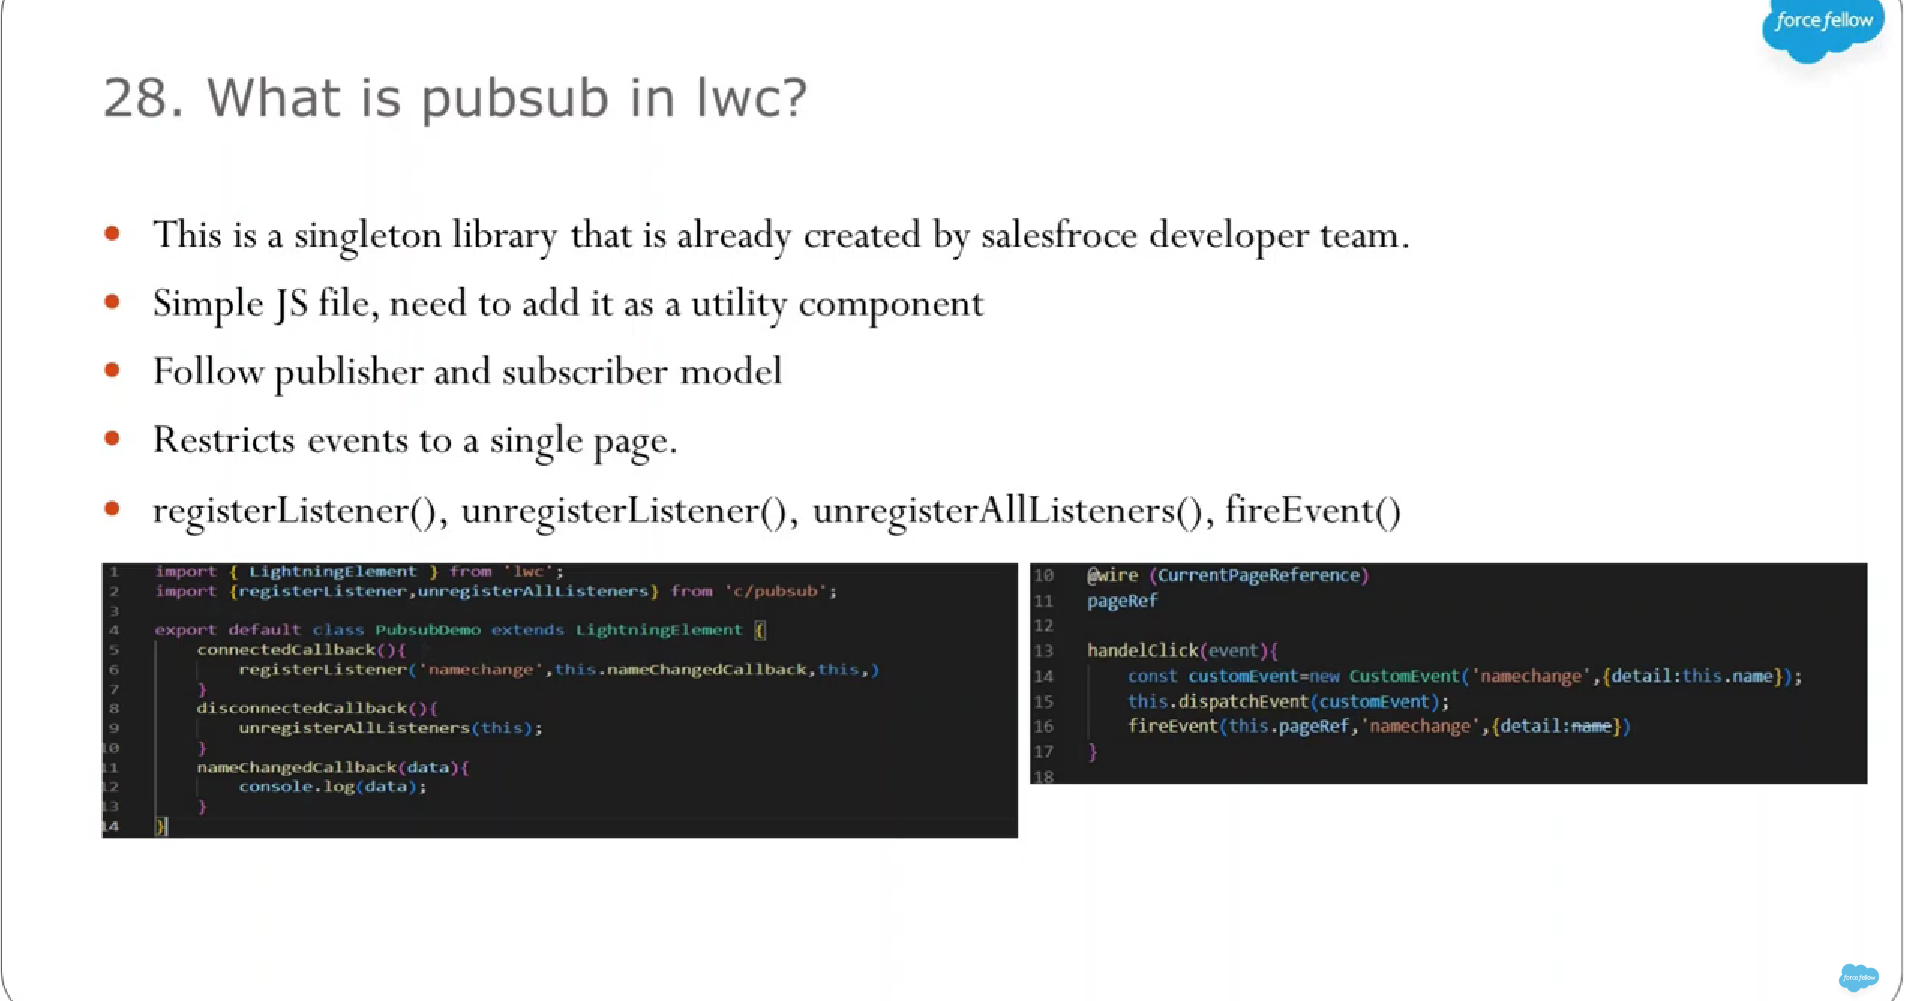 force fellow
28. What is pubsub in lwc?
• This is a singleton library that is already created by salesfroce developer team.
• Simple JS file, need to add it as a utility component
• Follow publisher and subscriber model
• Restricts events to a single page.
• registerListener(), unregisterListener(), unregisterAllListeners(), fireEvent()
1 import { LightningElement } from 'lwc';
2 import {registerListener,unregisterAllListeners} from 'c/pubsub';
3
4 export default class PubsubDemo extends LightningElement {
5 connectedCallback(){
6 registerListener('namechange',this.nameChangedCallback,this,)
7 }
8 disconnectedCallback(){
9 unregisterAllListeners(this);
10 }
11 nameChangedCallback(data){
12 console.log(data);
13 }
14 }
10 @wire (CurrentPageReference)
11 pageRef
12
13 handelClick(event){
14 const customEvent=new CustomEvent('namechange',{detail:this.name});
15 this.dispatchEvent(customEvent);
16 fireEvent(this.pageRef,'namechange',{detail:name})
17 }
18
force fellow